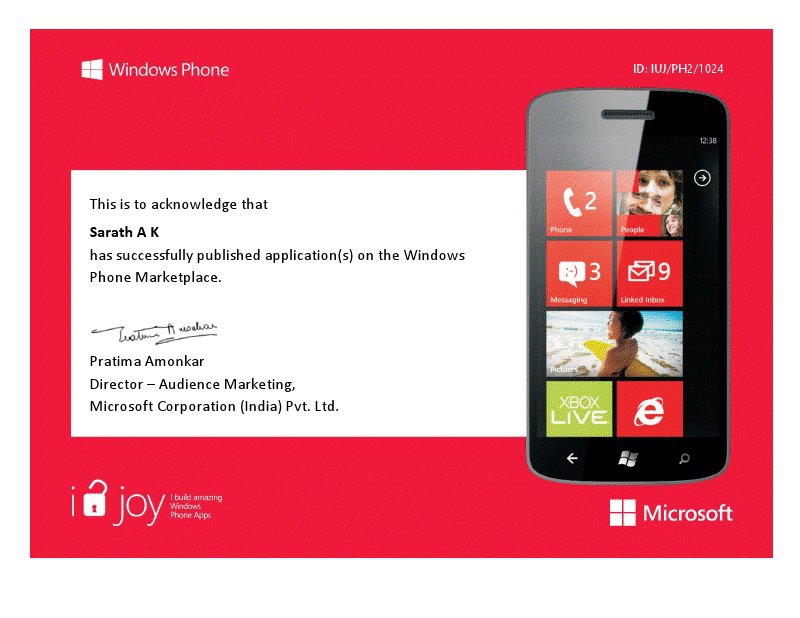 Windows Phone
ID: IUJ/PH2/1024
This is to acknowledge that
Sarath A K
has successfully published application(s) on the Windows
Phone Marketplace.
Pratima Amonkar
Pratima Amonkar
Director – Audience Marketing,
Microsoft Corporation (India) Pvt. Ltd.
12:38
2
Phone
People
;-) 3
Messaging
9
Linked Inbox
Pictures
XBOX
LIVE
i joy
I build amazing
Windows
Phone Apps
Microsoft